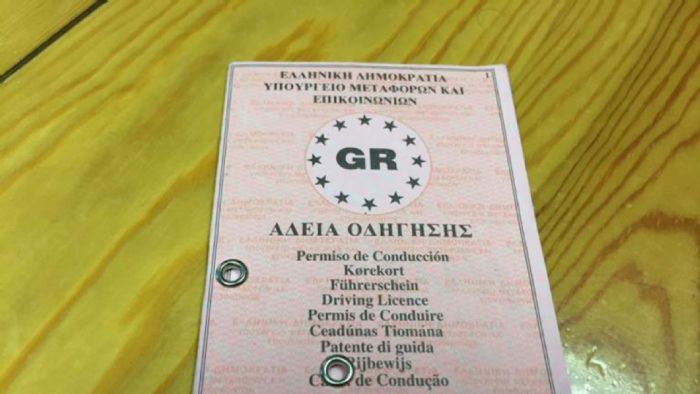 ΕΛΛΗΝΙΚΗ ΔΗΜΟΚΡΑΤΙΑ
1
ΥΠΟΥΡΓΕΙΟ ΜΕΤΑΦΟΡΩΝ ΚΑΙ
ΕΠΙΚΟΙΝΩΝΙΩΝ
GR
ΑΔΕΙΑ ΟΔΗΓΗΣΗΣ
Permiso de Conducción
Kørekort
Führerschein
Driving Licence
Permis de Conduire
Ceadúnas Tiomána
Patente di guida
Rijbewijs
de Condução